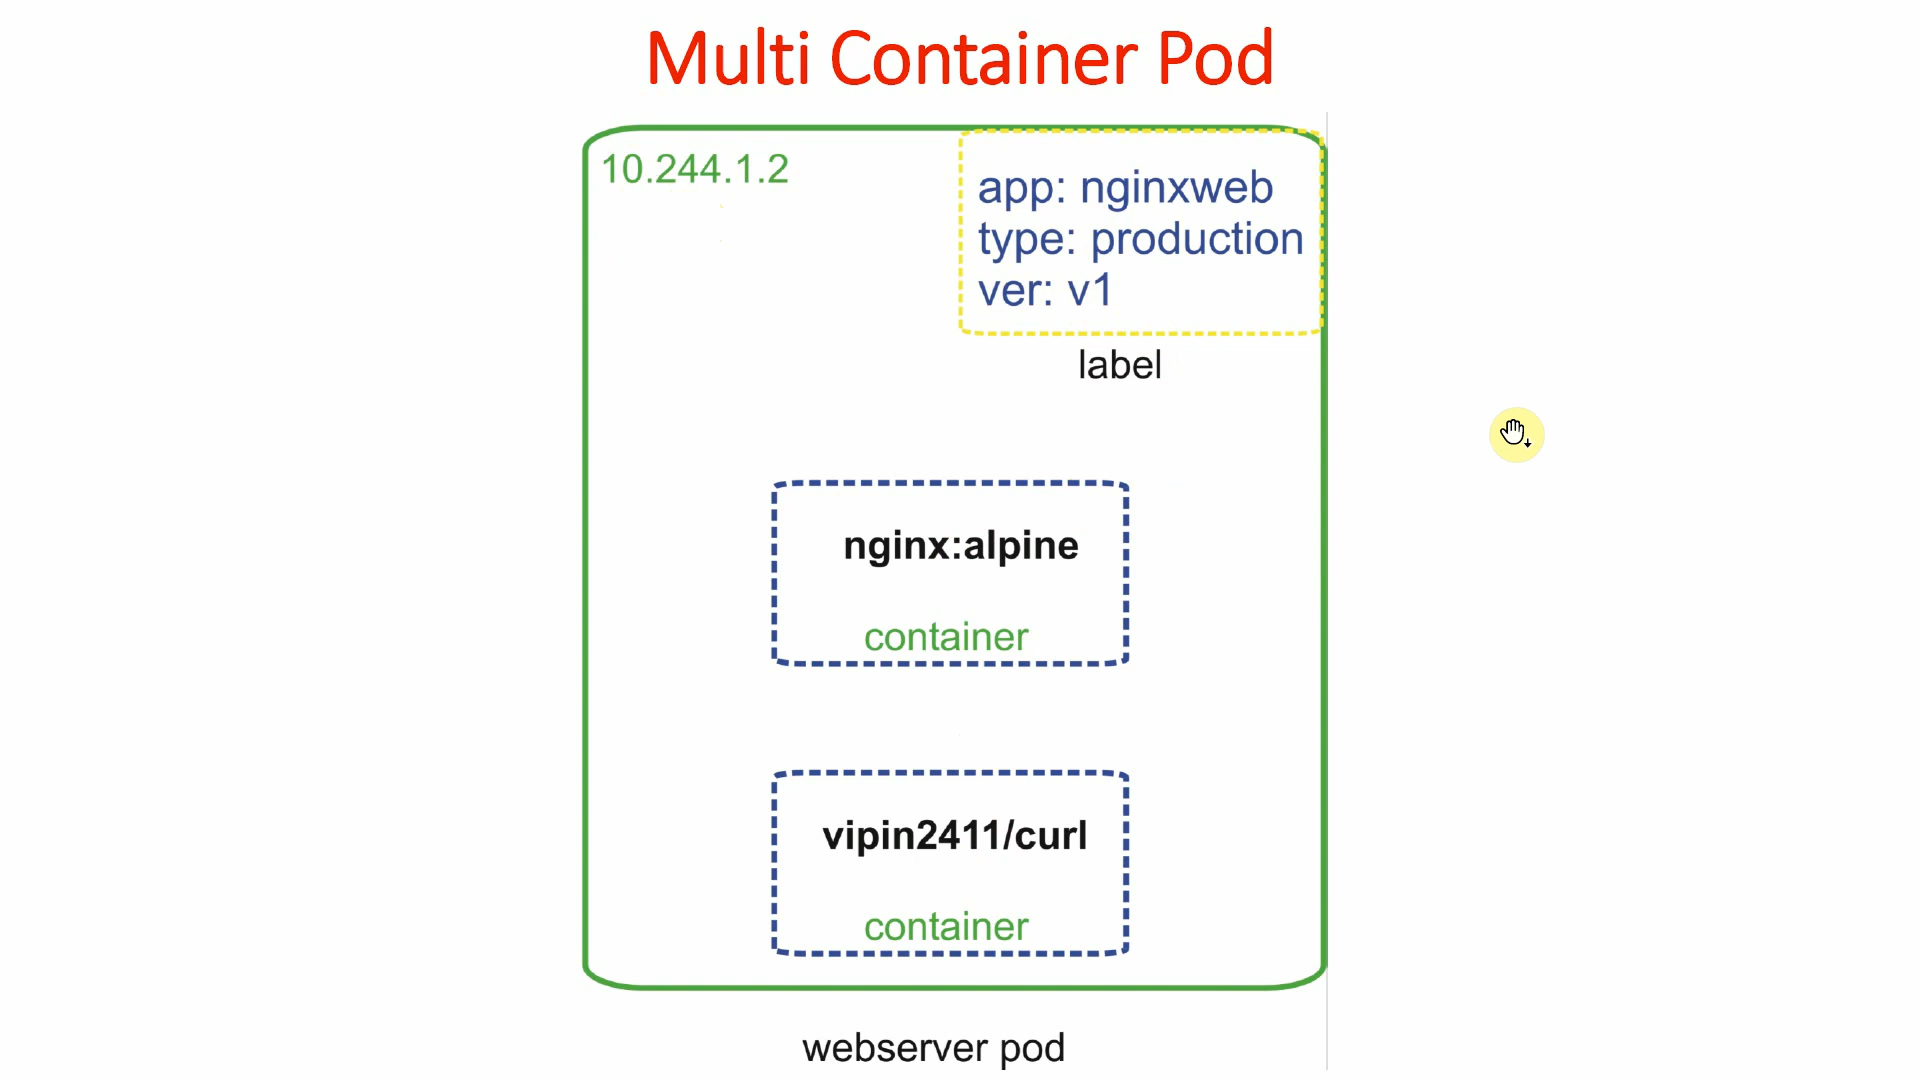 Multi Container Pod
10.244.1.2
app: nginxweb
type: production
ver: v1
label
nginx:alpine
container
vipin2411/curl
container
webserver pod